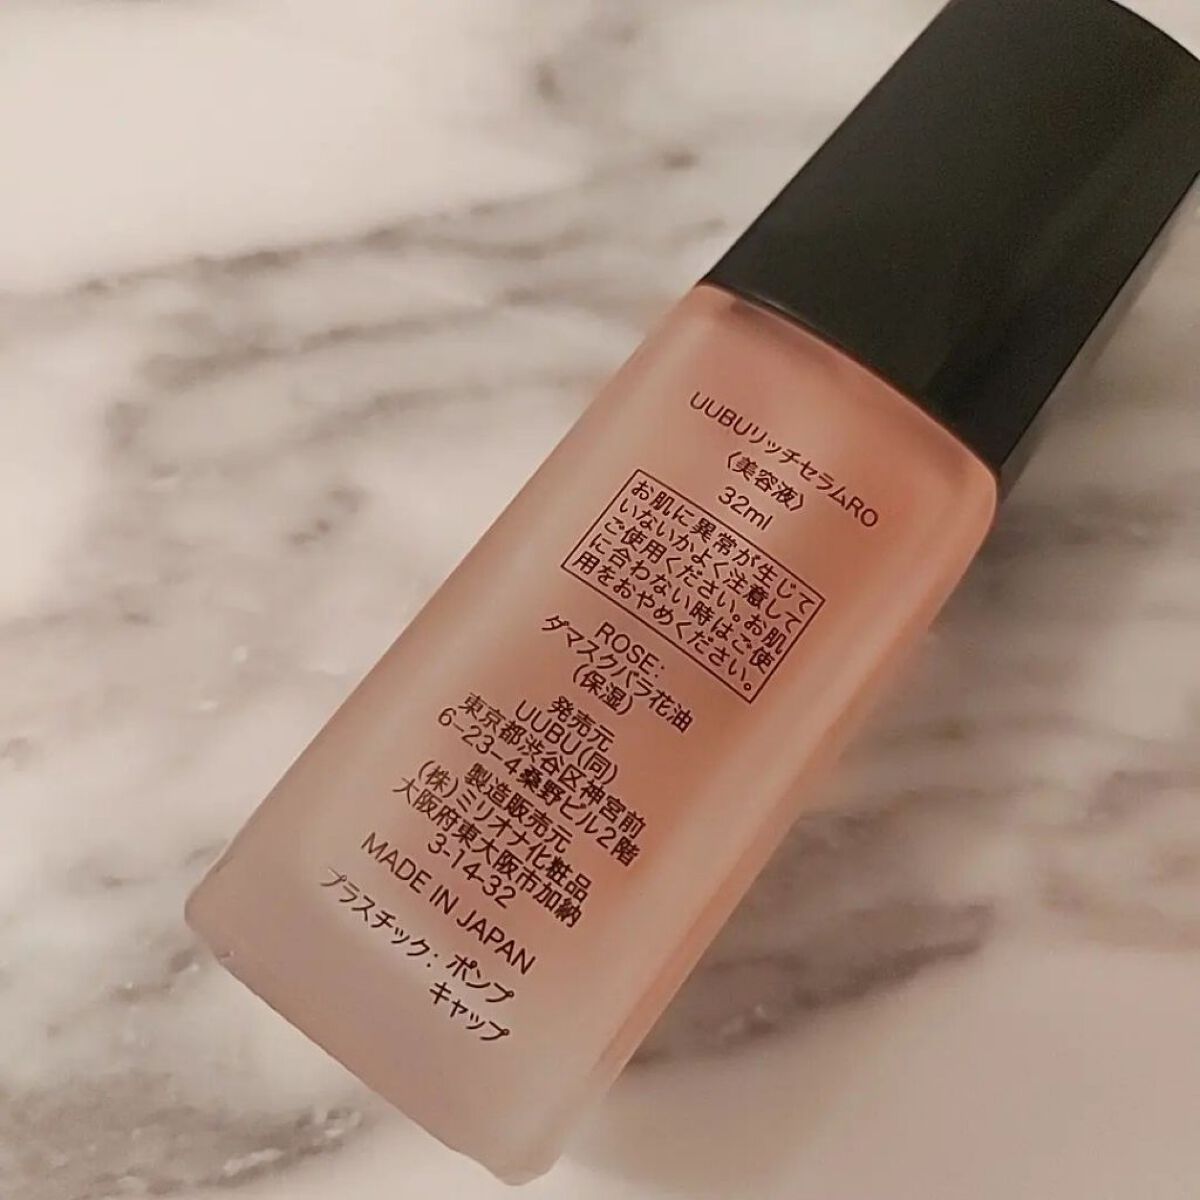 UUBUリッチセラムRO
〈美容液〉
32ml
お肌に異常が生じて
いないかよく注意して
ご使用ください。お肌
に合わない時はご使
用をおやめください。
ROSE:
ダマスクバラ花油
(保湿)
発売元
UUBU(同)
東京都渋谷区神宮前
6-23-4桑野ビル2階
製造販売元
(株)ミリオナ化粧品
大阪府東大阪市加納
3-14-32
MADE IN JAPAN
プラスチック: ポンプ
キャップ